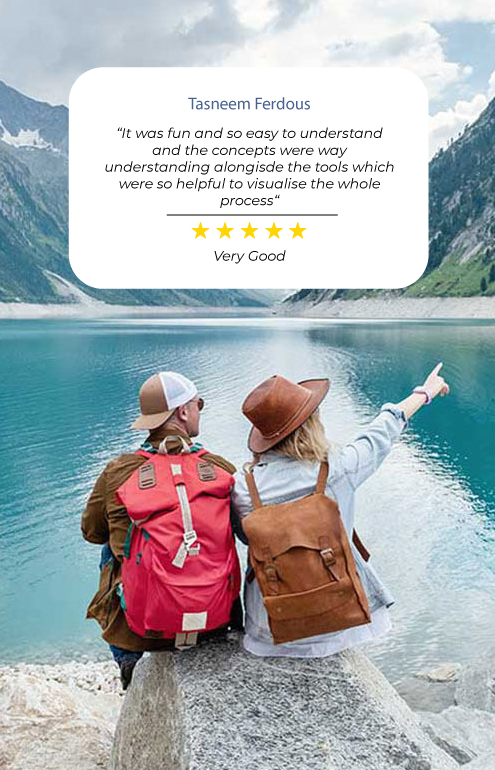 Tasneem Ferdous
“It was fun and so easy to understand
and the concepts were way
understanding alongisde the tools which
were so helpful to visualise the whole
process“
Very Good